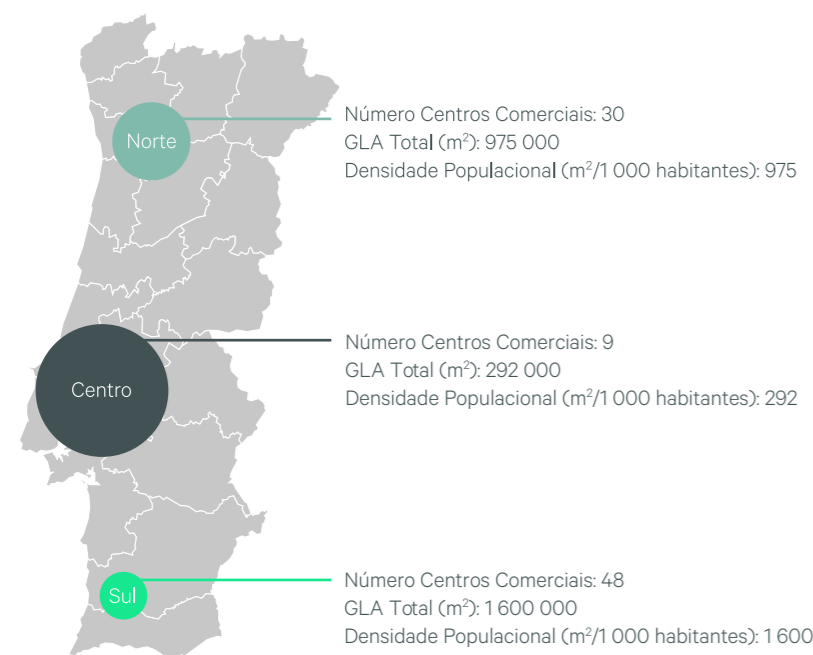 Norte
Número Centros Comerciais: 30
GLA Total (m²): 975 000
Densidade Populacional (m²/1 000 habitantes): 975
Centro
Número Centros Comerciais: 9
GLA Total (m²): 292 000
Densidade Populacional (m²/1 000 habitantes): 292
Sul
Número Centros Comerciais: 48
GLA Total (m²): 1 600 000
Densidade Populacional (m²/1 000 habitantes): 1 600